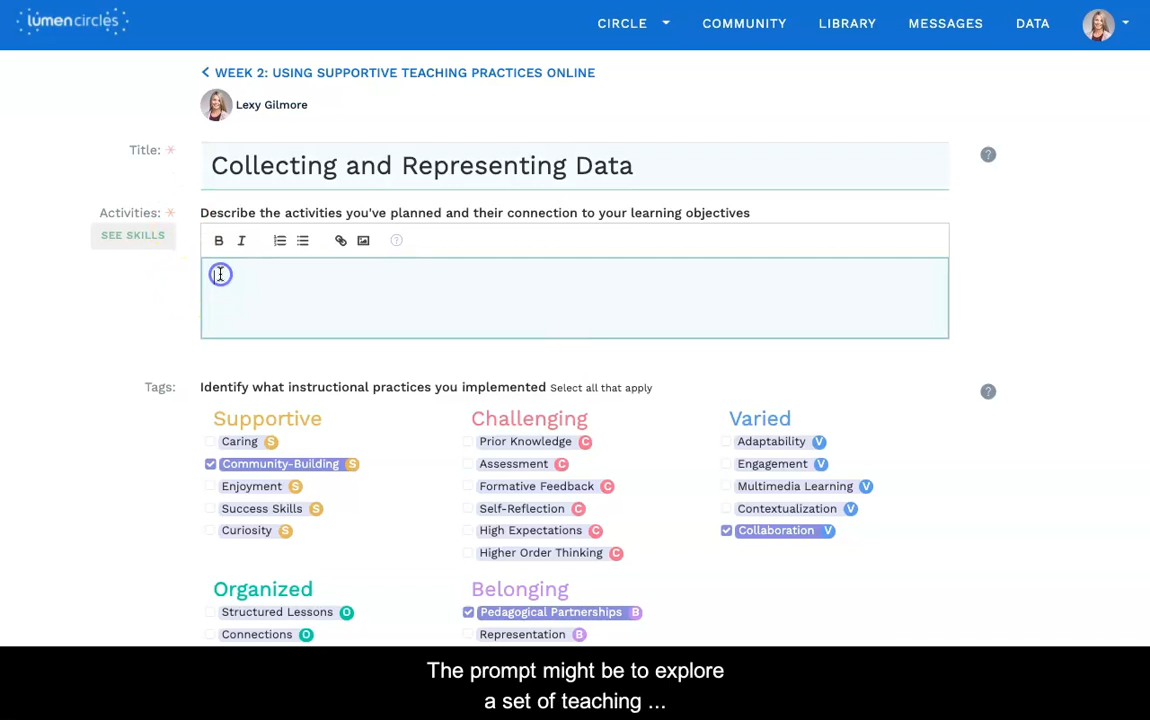 lumencircles
CIRCLE COMMUNITY LIBRARY MESSAGES DATA
WEEK 2: USING SUPPORTIVE TEACHING PRACTICES ONLINE
Lexy Gilmore
Title: *
Collecting and Representing Data
?
Activities: *
Describe the activities you've planned and their connection to your learning objectives
SEE SKILLS
B I ?
Tags:
Identify what instructional practices you implemented Select all that apply
?
Supportive Challenging Varied
Caring S Prior Knowledge C Adaptability V
Community-Building S Assessment C Engagement V
Enjoyment S Formative Feedback C Multimedia Learning V
Success Skills S Self-Reflection C Contextualization V
Curiosity S High Expectations C Collaboration V
Higher Order Thinking C
Organized Belonging
Structured Lessons O Pedagogical Partnerships B
Connections O Representation B
The prompt might be to explore
a set of teaching ...